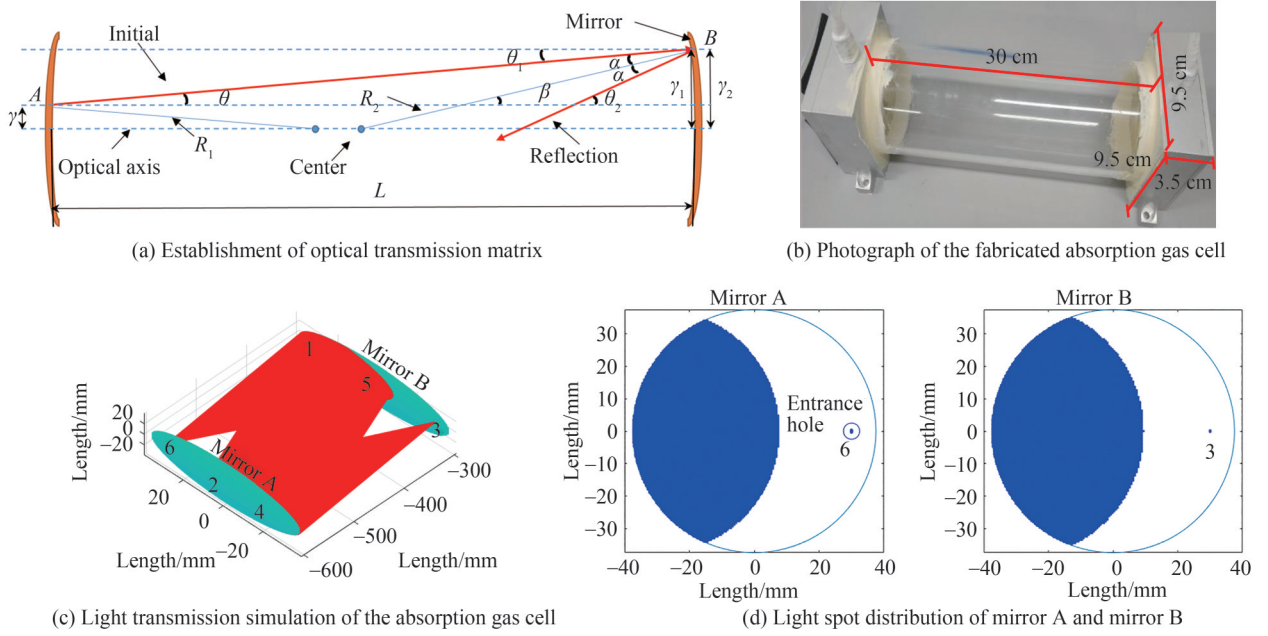 Mirror
Initial
B
θ₁
α
α
A
θ
R₂
β
θ₂
γ₁
γ₂
γ
R₁
Optical axis
Center
Reflection
L
(a) Establishment of optical transmission matrix
30 cm
9.5 cm
9.5 cm
3.5 cm
(b) Photograph of the fabricated absorption gas cell
1
Mirror B
5
3
6
Mirror A
2
4
Length/mm
20
0
−20
20
0
−20
Length/mm
−300
−400
−500
−600
Length/mm
(c) Light transmission simulation of the absorption gas cell
Mirror A
Length/mm
30
20
10
0
−10
−20
−30
Entrance
hole
6
−40
−20
0
20
40
Length/mm
Mirror B
Length/mm
30
20
10
0
−10
−20
−30
3
−40
−20
0
20
40
Length/mm
(d) Light spot distribution of mirror A and mirror B